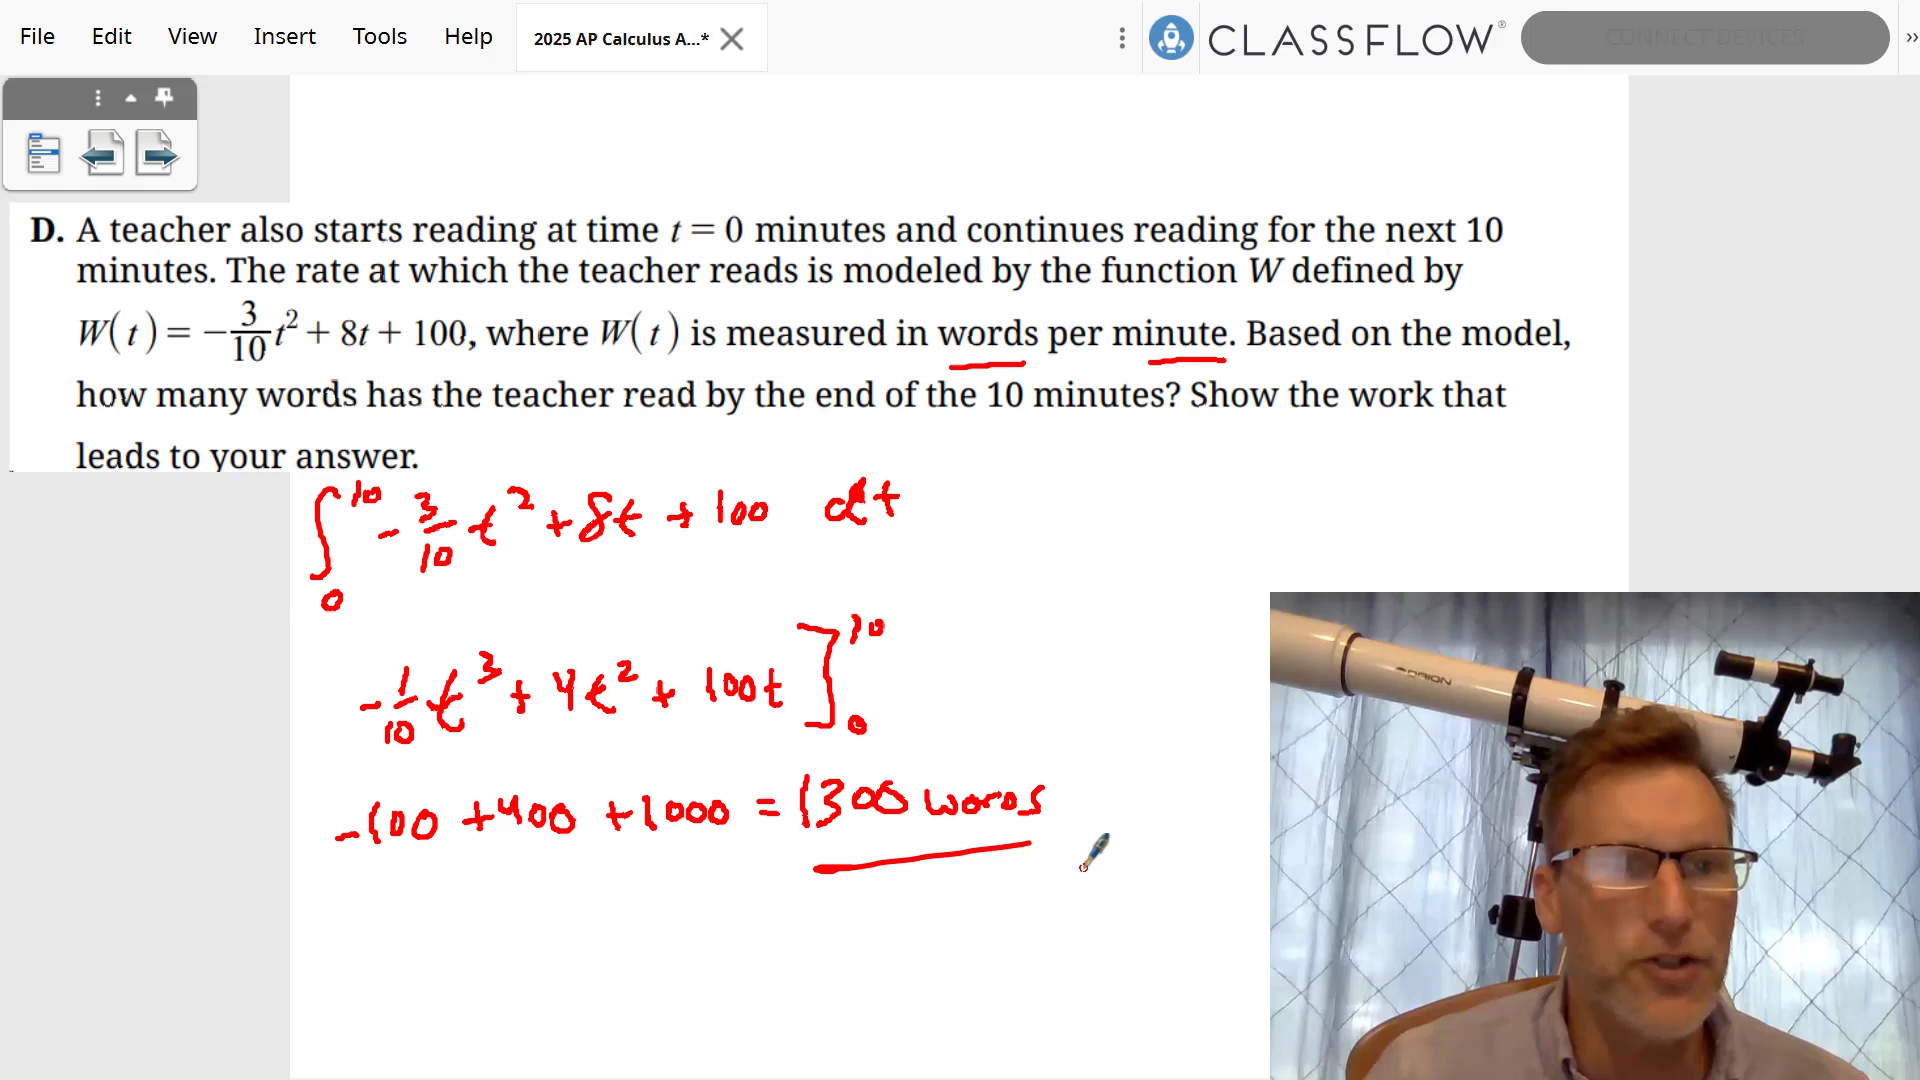 File Edit View Insert Tools Help 2025 AP Calculus A...* CLASSFLOW® CONNECT DEVICES
D. A teacher also starts reading at time t = 0 minutes and continues reading for the next 10
minutes. The rate at which the teacher reads is modeled by the function W defined by
W(t) = −3/10 t² + 8t + 100, where W(t) is measured in words per minute. Based on the model,
how many words has the teacher read by the end of the 10 minutes? Show the work that
leads to your answer.
∫₀¹⁰ -3/10 t² + 8t + 100 dt
-1/10 t³ + 4t² + 100t ]₀¹⁰
-100 + 400 + 1000 = 1300 words
ORION